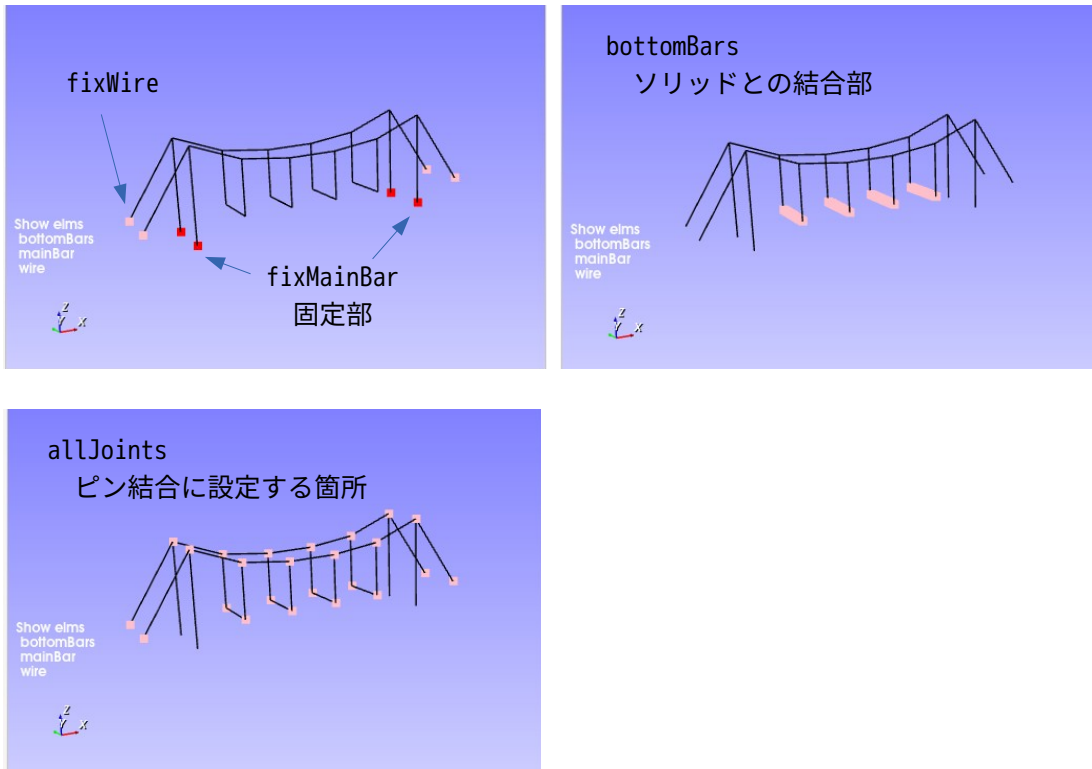 fixWire
fixMainBar
固定部
Show elms
bottomBars
mainBar
wire
Z
Y
X
bottomBars
ソリッドとの結合部
Show elms
bottomBars
mainBar
wire
Z
Y
X
allJoints
ピン結合に設定する箇所
Show elms
bottomBars
mainBar
wire
Z
Y
X